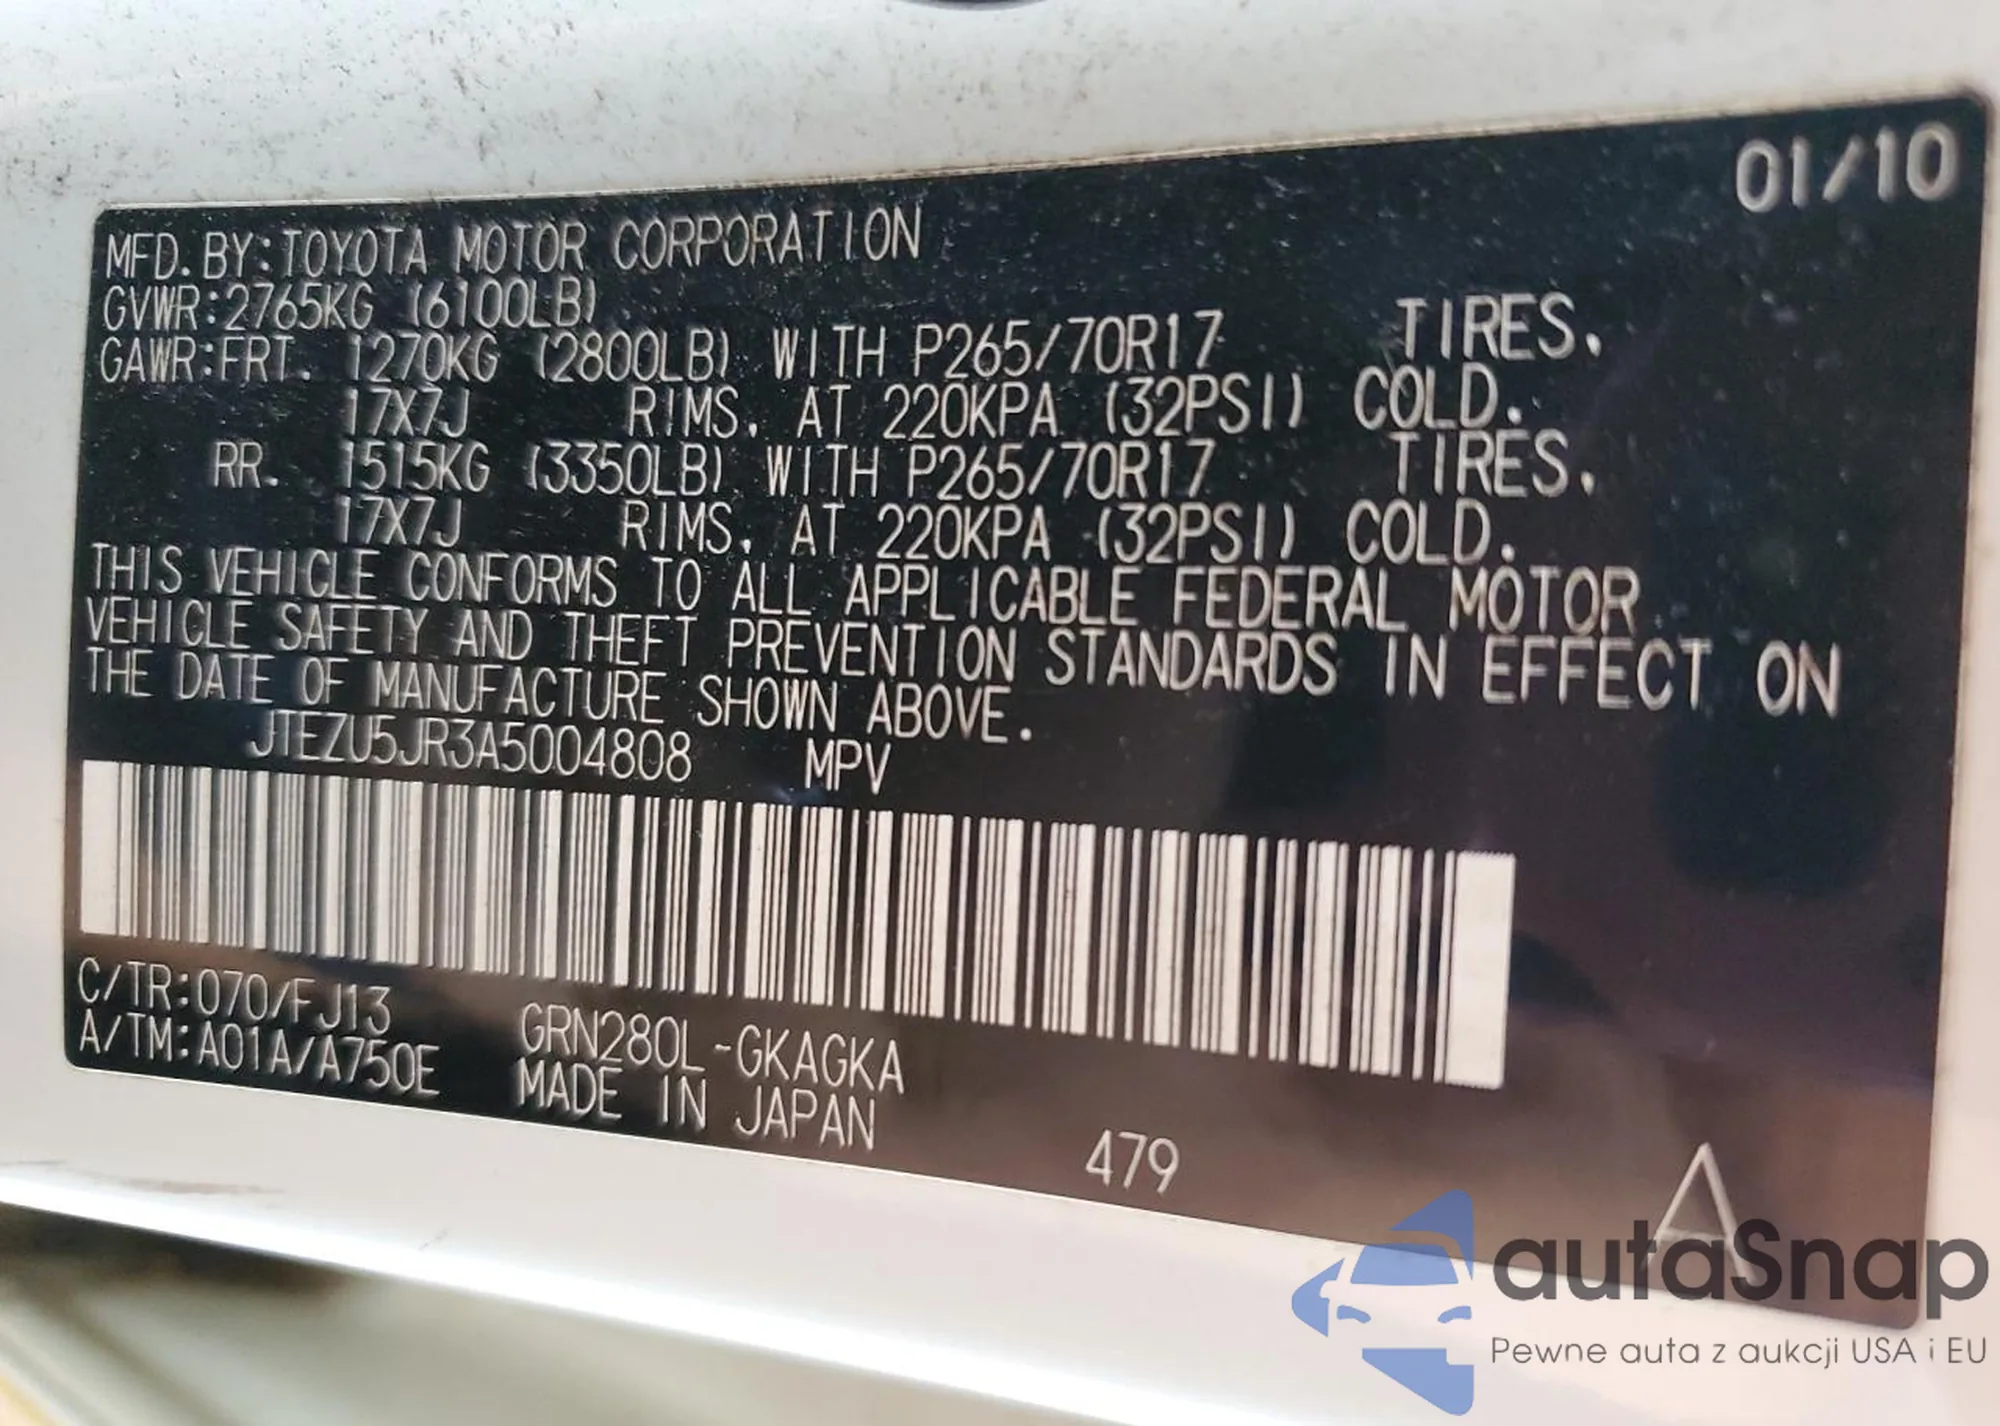 01/10
MFD. BY: TOYOTA MOTOR CORPORATION
GVWR: 2765KG (6100LB)
GAWR: FRT. 1270KG (2800LB) WITH P265/70R17 TIRES.
17X7J RIMS. AT 220KPA (32PSI) COLD.
RR. 1515KG (3350LB) WITH P265/70R17 TIRES.
17X7J RIMS. AT 220KPA (32PSI) COLD.
THIS VEHICLE CONFORMS TO ALL APPLICABLE FEDERAL MOTOR
VEHICLE SAFETY AND THEFT PREVENTION STANDARDS IN EFFECT ON
THE DATE OF MANUFACTURE SHOWN ABOVE.
JTEZU5JR3A5004808 MPV
C/TR: 070/FJ13
A/TM: A01A/A750E
GRN280L-GKAGKA
MADE IN JAPAN
479
A
autoSnap
Pewne auta z aukcji USA i EU